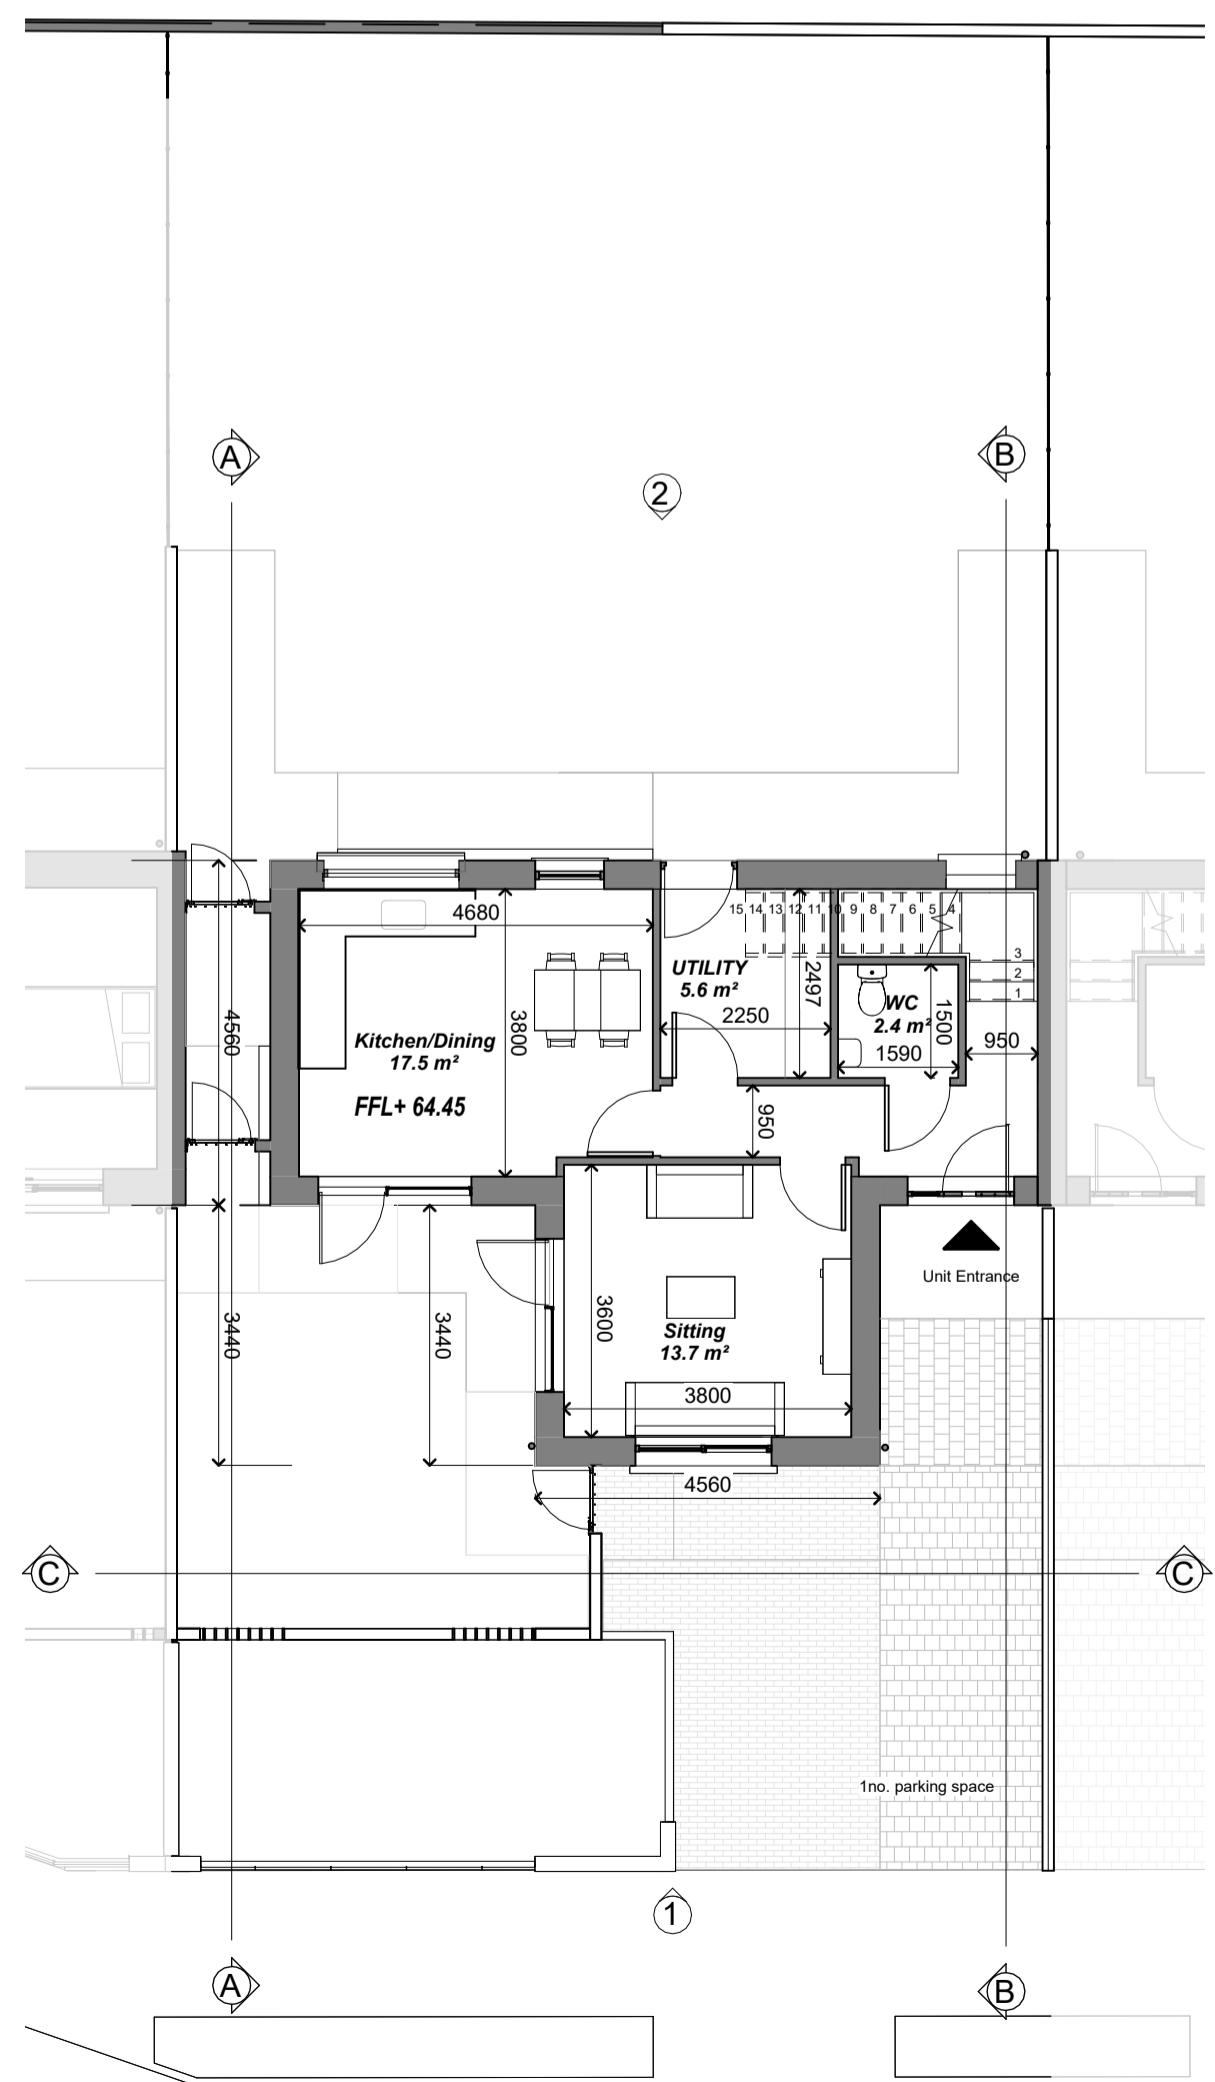 A
B
2
15 14 13 12 11 10 9 8 7 6 5 4
3
2
1
4680
UTILITY
5.6 m²
2497
2250
WC
2.4 m²
1500
1590
950
4560
3800
Kitchen/Dining
17.5 m²
FFL+ 64.45
950
Unit Entrance
3440
3440
3600
Sitting
13.7 m²
3800
4560
C
C
1no. parking space
1
A
B